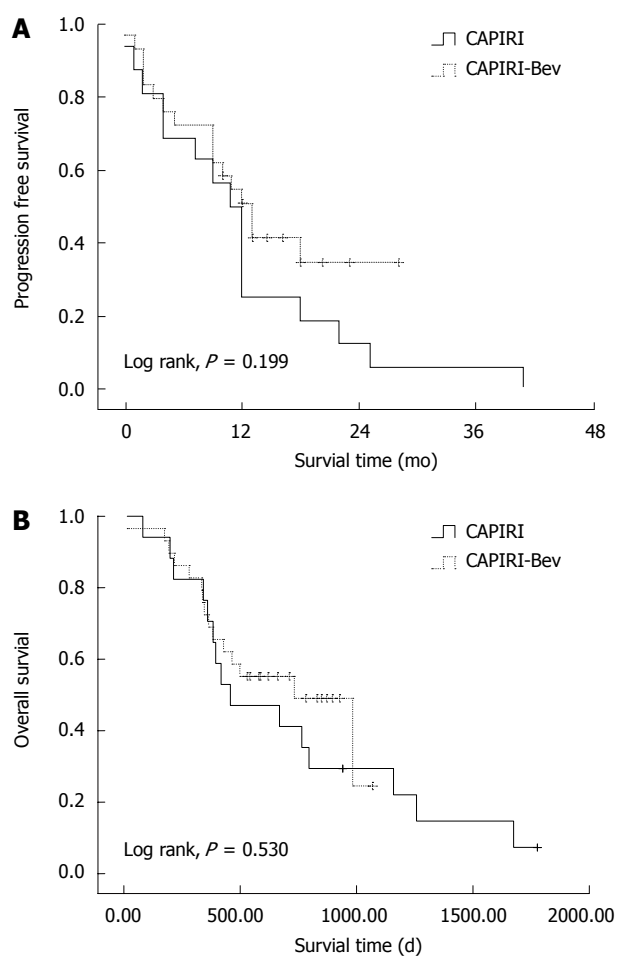 A
1.0
0.8
0.6
0.4
0.2
0.0
Progression free survival
CAPIRI
CAPIRI-Bev
Log rank, P = 0.199
0 12 24 36 48
Survial time (mo)
B
1.0
0.8
0.6
0.4
0.2
0.0
Overall survial
CAPIRI
CAPIRI-Bev
Log rank, P = 0.530
0.00 500.00 1000.00 1500.00 2000.00
Survial time (d)